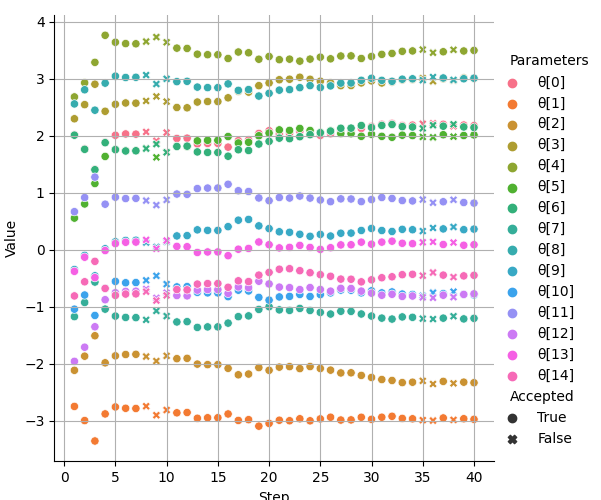 4
3
2
1
0
−1
−2
−3
Value
0
5
10
15
20
25
30
35
40
Step
Parameters
θ[0]
θ[1]
θ[2]
θ[3]
θ[4]
θ[5]
θ[6]
θ[7]
θ[8]
θ[9]
θ[10]
θ[11]
θ[12]
θ[13]
θ[14]
Accepted
True
False